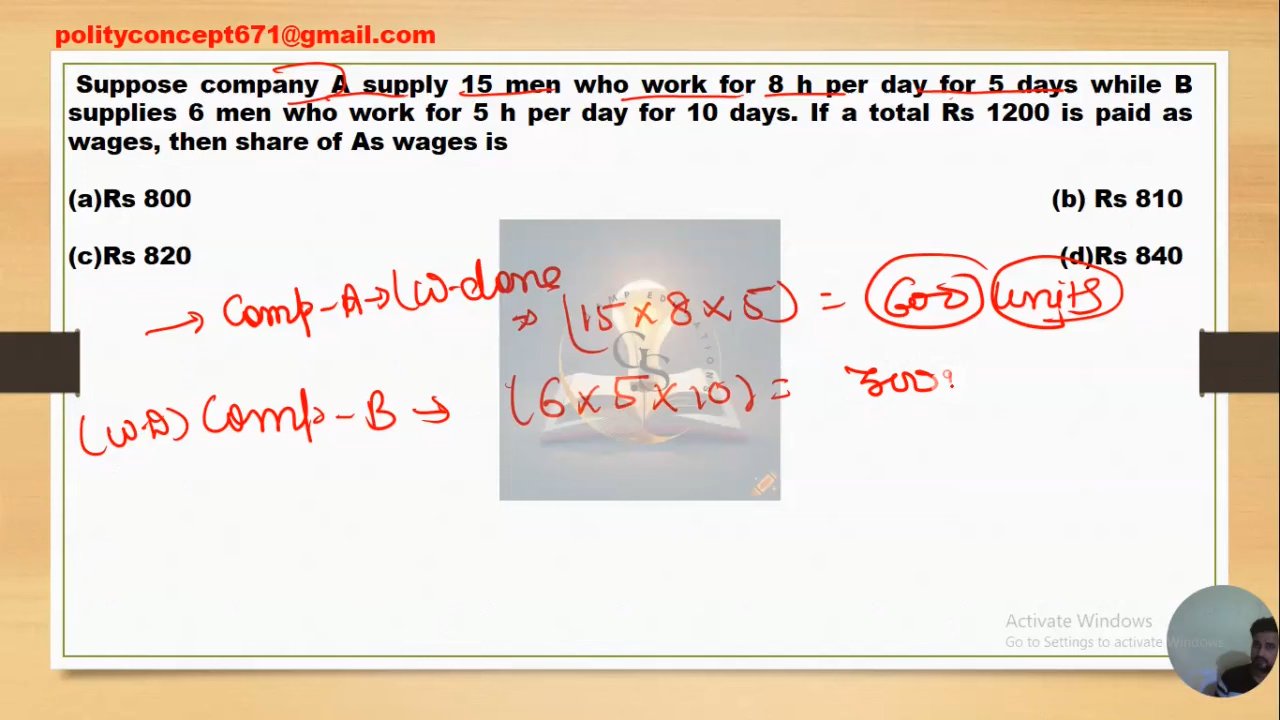 polityconcept671@gmail.com
Suppose company A supply 15 men who work for 8 h per day for 5 days while B
supplies 6 men who work for 5 h per day for 10 days. If a total Rs 1200 is paid as
wages, then share of As wages is
(a)Rs 800
(b) Rs 810
(c)Rs 820
(d)Rs 840
→ Comp-A→(W-done → (15×8×5) = 600 units
(W.D) Comp-B → (6×5×10) = 300
GS
Activate Windows
Go to Settings to activate Windows.